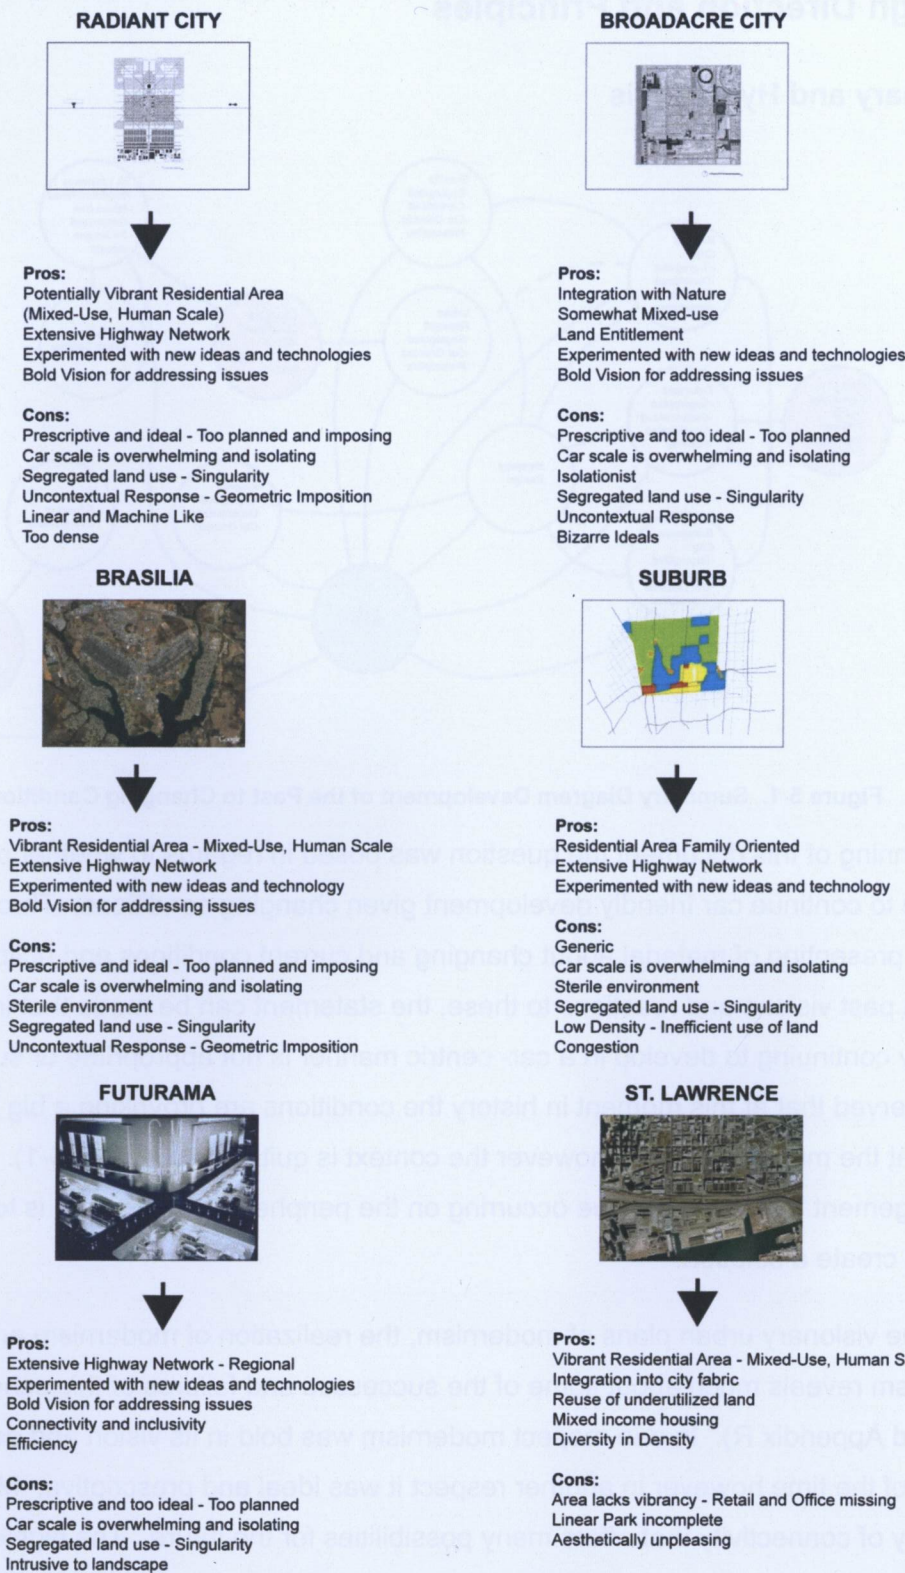 RADIANT CITY
Pros:
Potentially Vibrant Residential Area
(Mixed-Use, Human Scale)
Extensive Highway Network
Experimented with new ideas and technologies
Bold Vision for addressing issues
Cons:
Prescriptive and ideal - Too planned and imposing
Car scale is overwhelming and isolating
Segregated land use - Singularity
Uncontextual Response - Geometric Imposition
Linear and Machine Like
Too dense
BROADACRE CITY
Pros:
Integration with Nature
Somewhat Mixed-use
Land Entitlement
Experimented with new ideas and technologies
Bold Vision for addressing issues
Cons:
Prescriptive and too ideal - Too planned
Car scale is overwhelming and isolating
Isolationist
Segregated land use - Singularity
Uncontextual Response
Bizarre Ideals
BRASILIA
Google
Pros:
Vibrant Residential Area - Mixed-Use, Human Scale
Extensive Highway Network
Experimented with new ideas and technology
Bold Vision for addressing issues
Cons:
Prescriptive and ideal - Too planned and imposing
Car scale is overwhelming and isolating
Sterile environment
Segregated land use - Singularity
Uncontextual Response - Geometric Imposition
SUBURB
Pros:
Residential Area Family Oriented
Extensive Highway Network
Experimented with new ideas and technology
Cons:
Generic
Car scale is overwhelming and isolating
Sterile environment
Segregated land use - Singularity
Low Density - Inefficient use of land
Congestion
FUTURAMA
Pros:
Extensive Highway Network - Regional
Experimented with new ideas and technologies
Bold Vision for addressing issues
Connectivity and inclusivity
Efficiency
Cons:
Prescriptive and too ideal - Too planned
Car scale is overwhelming and isolating
Segregated land use - Singularity
Intrusive to landscape
ST. LAWRENCE
Pros:
Vibrant Residential Area - Mixed-Use, Human S
Integration into city fabric
Reuse of underutilized land
Mixed income housing
Diversity in Density
Cons:
Area lacks vibrancy - Retail and Office missing
Linear Park incomplete
Aesthetically unpleasing